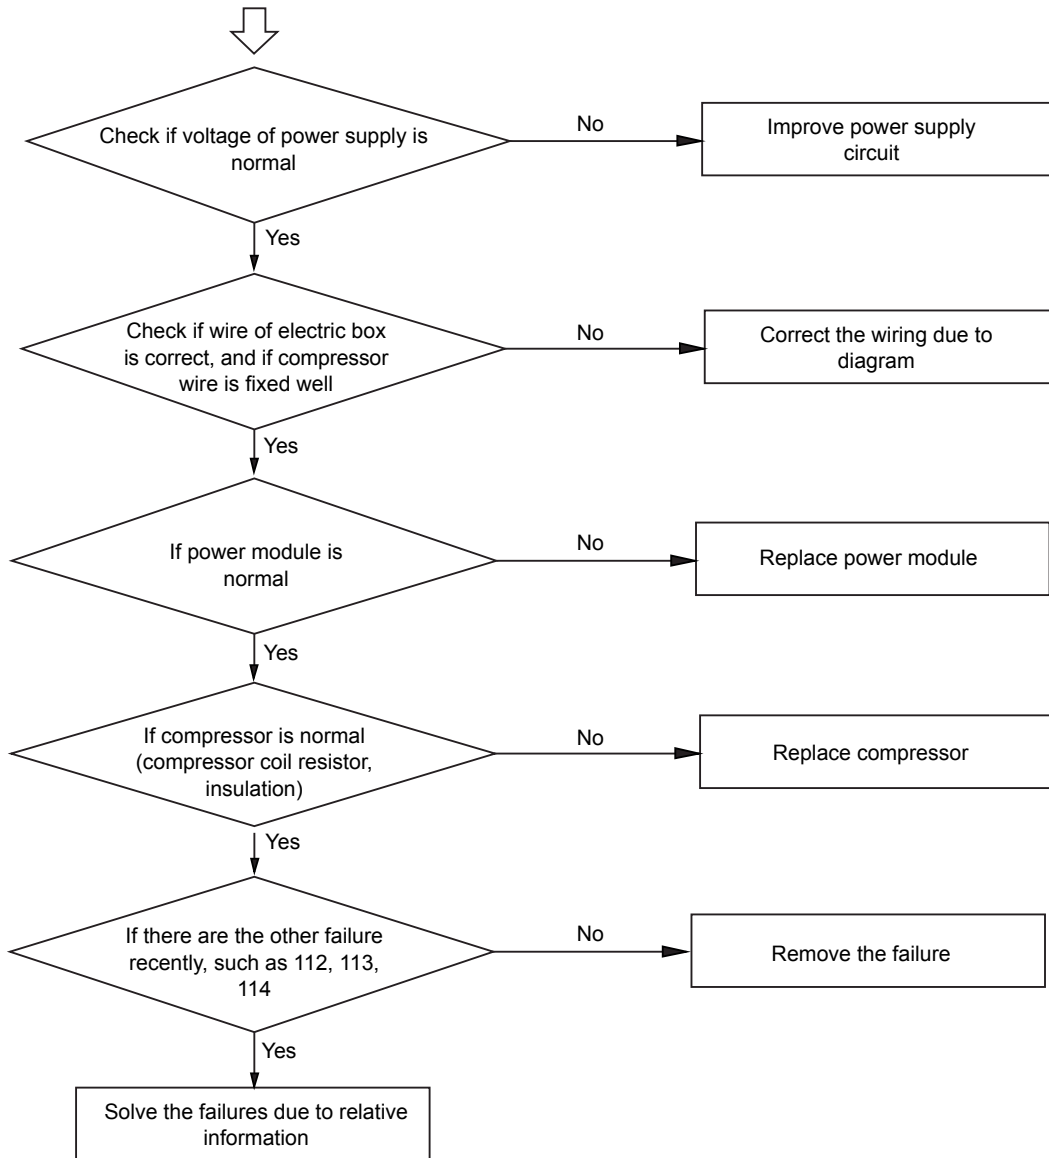 Check if voltage of power supply is
normal
No
Improve power supply
circuit
Yes
Check if wire of electric box
is correct, and if compressor
wire is fixed well
No
Correct the wiring due to
diagram
Yes
If power module is
normal
No
Replace power module
Yes
If compressor is normal
(compressor coil resistor,
insulation)
No
Replace compressor
Yes
If there are the other failure
recently, such as 112, 113,
114
No
Remove the failure
Yes
Solve the failures due to relative
information